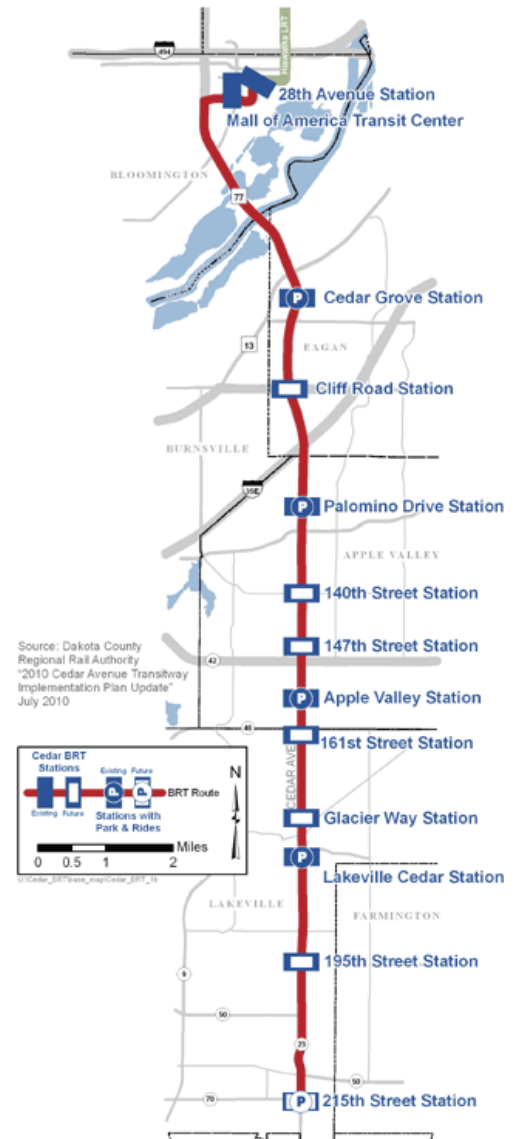 Hiawatha LRT
494
28th Avenue Station
Mall of America Transit Center
BLOOMINGTON
77
Cedar Grove Station
13
EAGAN
Cliff Road Station
BURNSVILLE
35E
Palomino Drive Station
APPLE VALLEY
140th Street Station
147th Street Station
42
Source: Dakota County
Regional Rail Authority
"2010 Cedar Avenue Transitway
Implementation Plan Update"
July 2010
P Apple Valley Station
46
161st Street Station
CEDAR AVE
Cedar BRT
Stations
Existing Future
BRT Route
Existing Future
Stations with
Park & Rides
N
Miles
0 0.5 1 2
U:\Cedar_BRT\base_map\Cedar_BRT_1b
Glacier Way Station
P
Lakeville Cedar Station
LAKEVILLE
FARMINGTON
195th Street Station
9
50
23
50
70
P 215th Street Station